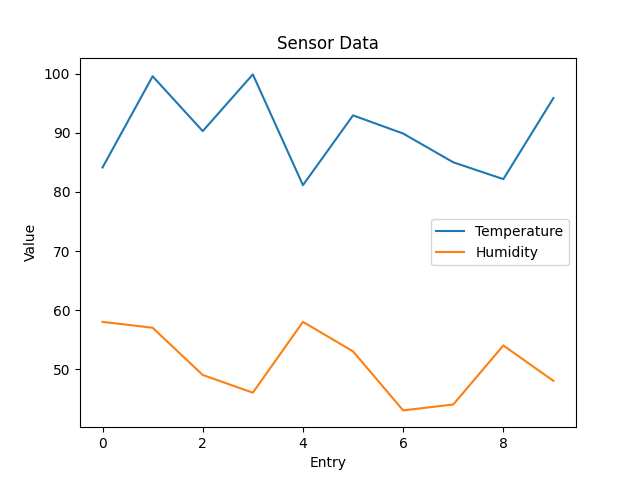 Sensor Data
100
90
80
70
60
50
Value
Temperature
Humidity
0 2 4 6 8
Entry